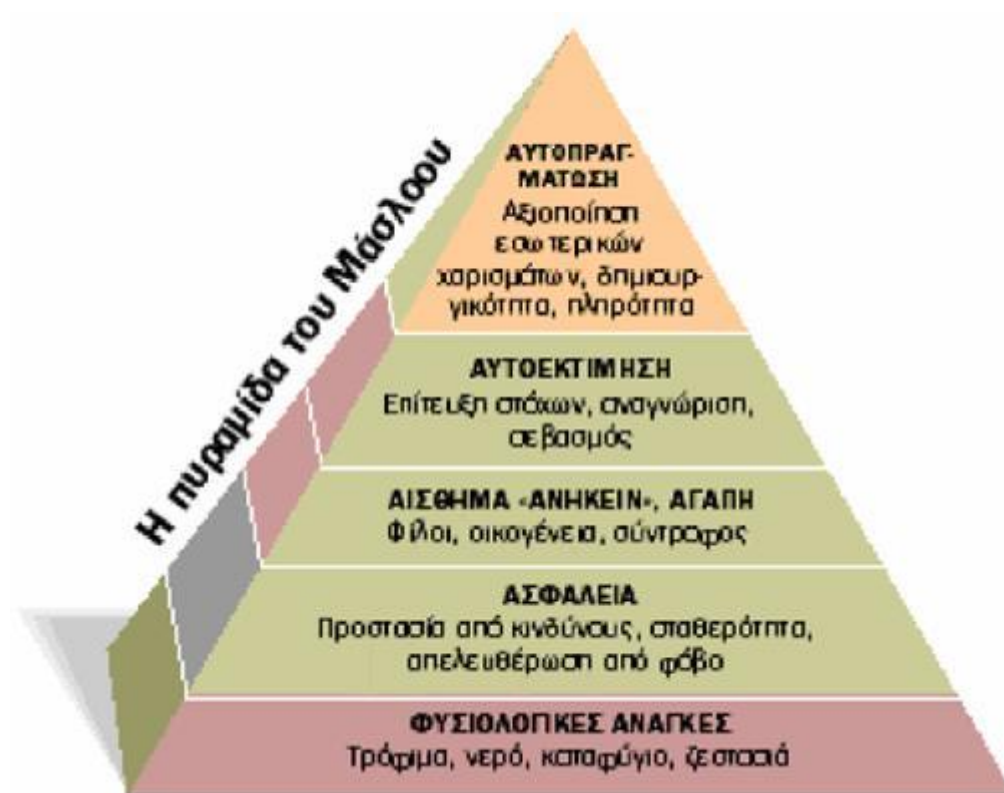 Η πυραμίδα του Μάσλοου
ΑΥΤΟΠΡΑΓ-
ΜΑΤΩΣΗ
Αξιοποίηση
εσωτερικών
χαρισμάτων, δημιουρ-
γικότητα, πληρότητα
ΑΥΤΟΕΚΤΙΜΗΣΗ
Επίτευξη στόχων, αναγνώριση,
σεβασμός
ΑΙΣΘΗΜΑ «ΑΝΗΚΕΙΝ», ΑΓΑΠΗ
Φίλοι, οικογένεια, σύντροφος
ΑΣΦΑΛΕΙΑ
Προστασία από κινδύνους, σταθερότητα,
απελευθέρωση από φόβο
ΦΥΣΙΟΛΟΓΙΚΕΣ ΑΝΑΓΚΕΣ
Τρόφιμα, νερό, καταφύγιο, ζεστασιά